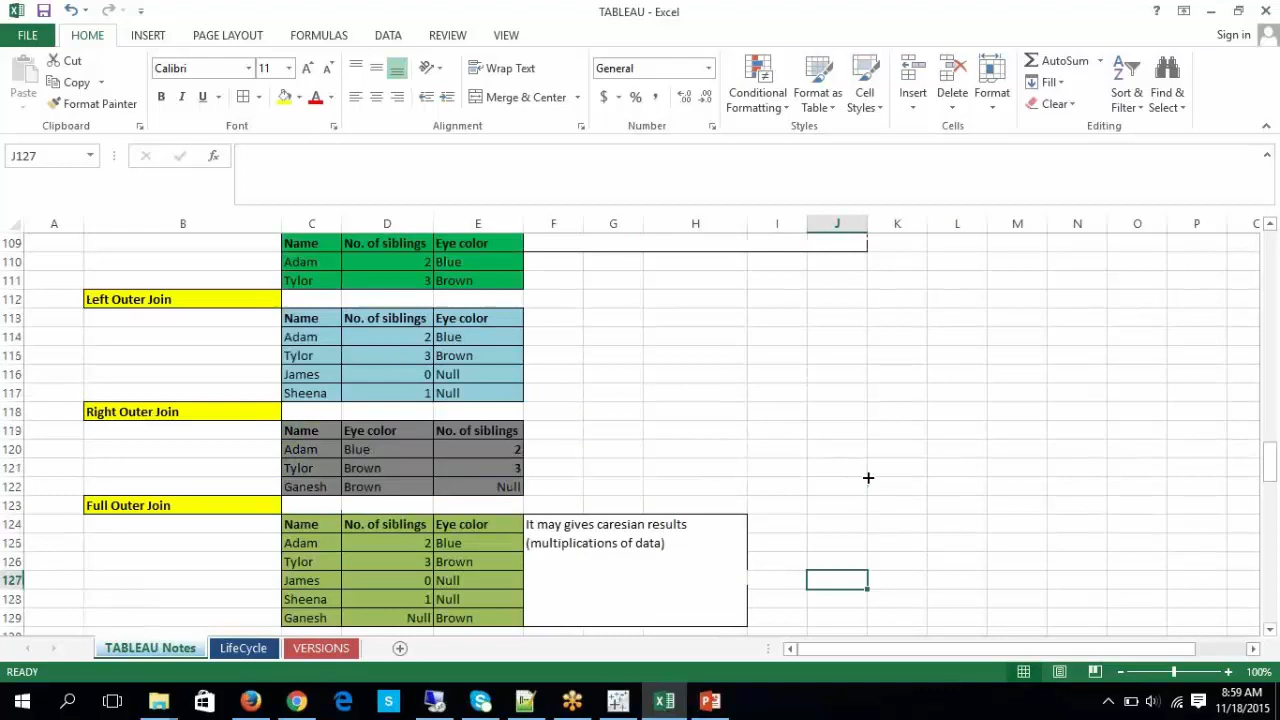 TABLEAU - Excel
Sign in
FILE HOME INSERT PAGE LAYOUT FORMULAS DATA REVIEW VIEW
Paste
Cut
Copy
Format Painter
Clipboard
Calibri 11
B I U
Font
Wrap Text
Merge & Center
Alignment
General
$ % ,
Number
Conditional Formatting
Format as Table
Cell Styles
Styles
Insert Delete Format
Cells
AutoSum
Fill
Clear
Sort & Filter
Find & Select
Editing
J127
A B C D E F G H I J K L M N O P
109 Name No. of siblings Eye color
110 Adam 2 Blue
111 Tylor 3 Brown
112 Left Outer Join
113 Name No. of siblings Eye color
114 Adam 2 Blue
115 Tylor 3 Brown
116 James 0 Null
117 Sheena 1 Null
118 Right Outer Join
119 Name Eye color No. of siblings
120 Adam Blue 2
121 Tylor Brown 3
122 Ganesh Brown Null
123 Full Outer Join
124 Name No. of siblings Eye color It may gives caresian results
125 Adam 2 Blue (multiplications of data)
126 Tylor 3 Brown
127 James 0 Null
128 Sheena 1 Null
129 Ganesh Null Brown
TABLEAU Notes LifeCycle VERSIONS
READY
100%
8:59 AM
11/18/2015